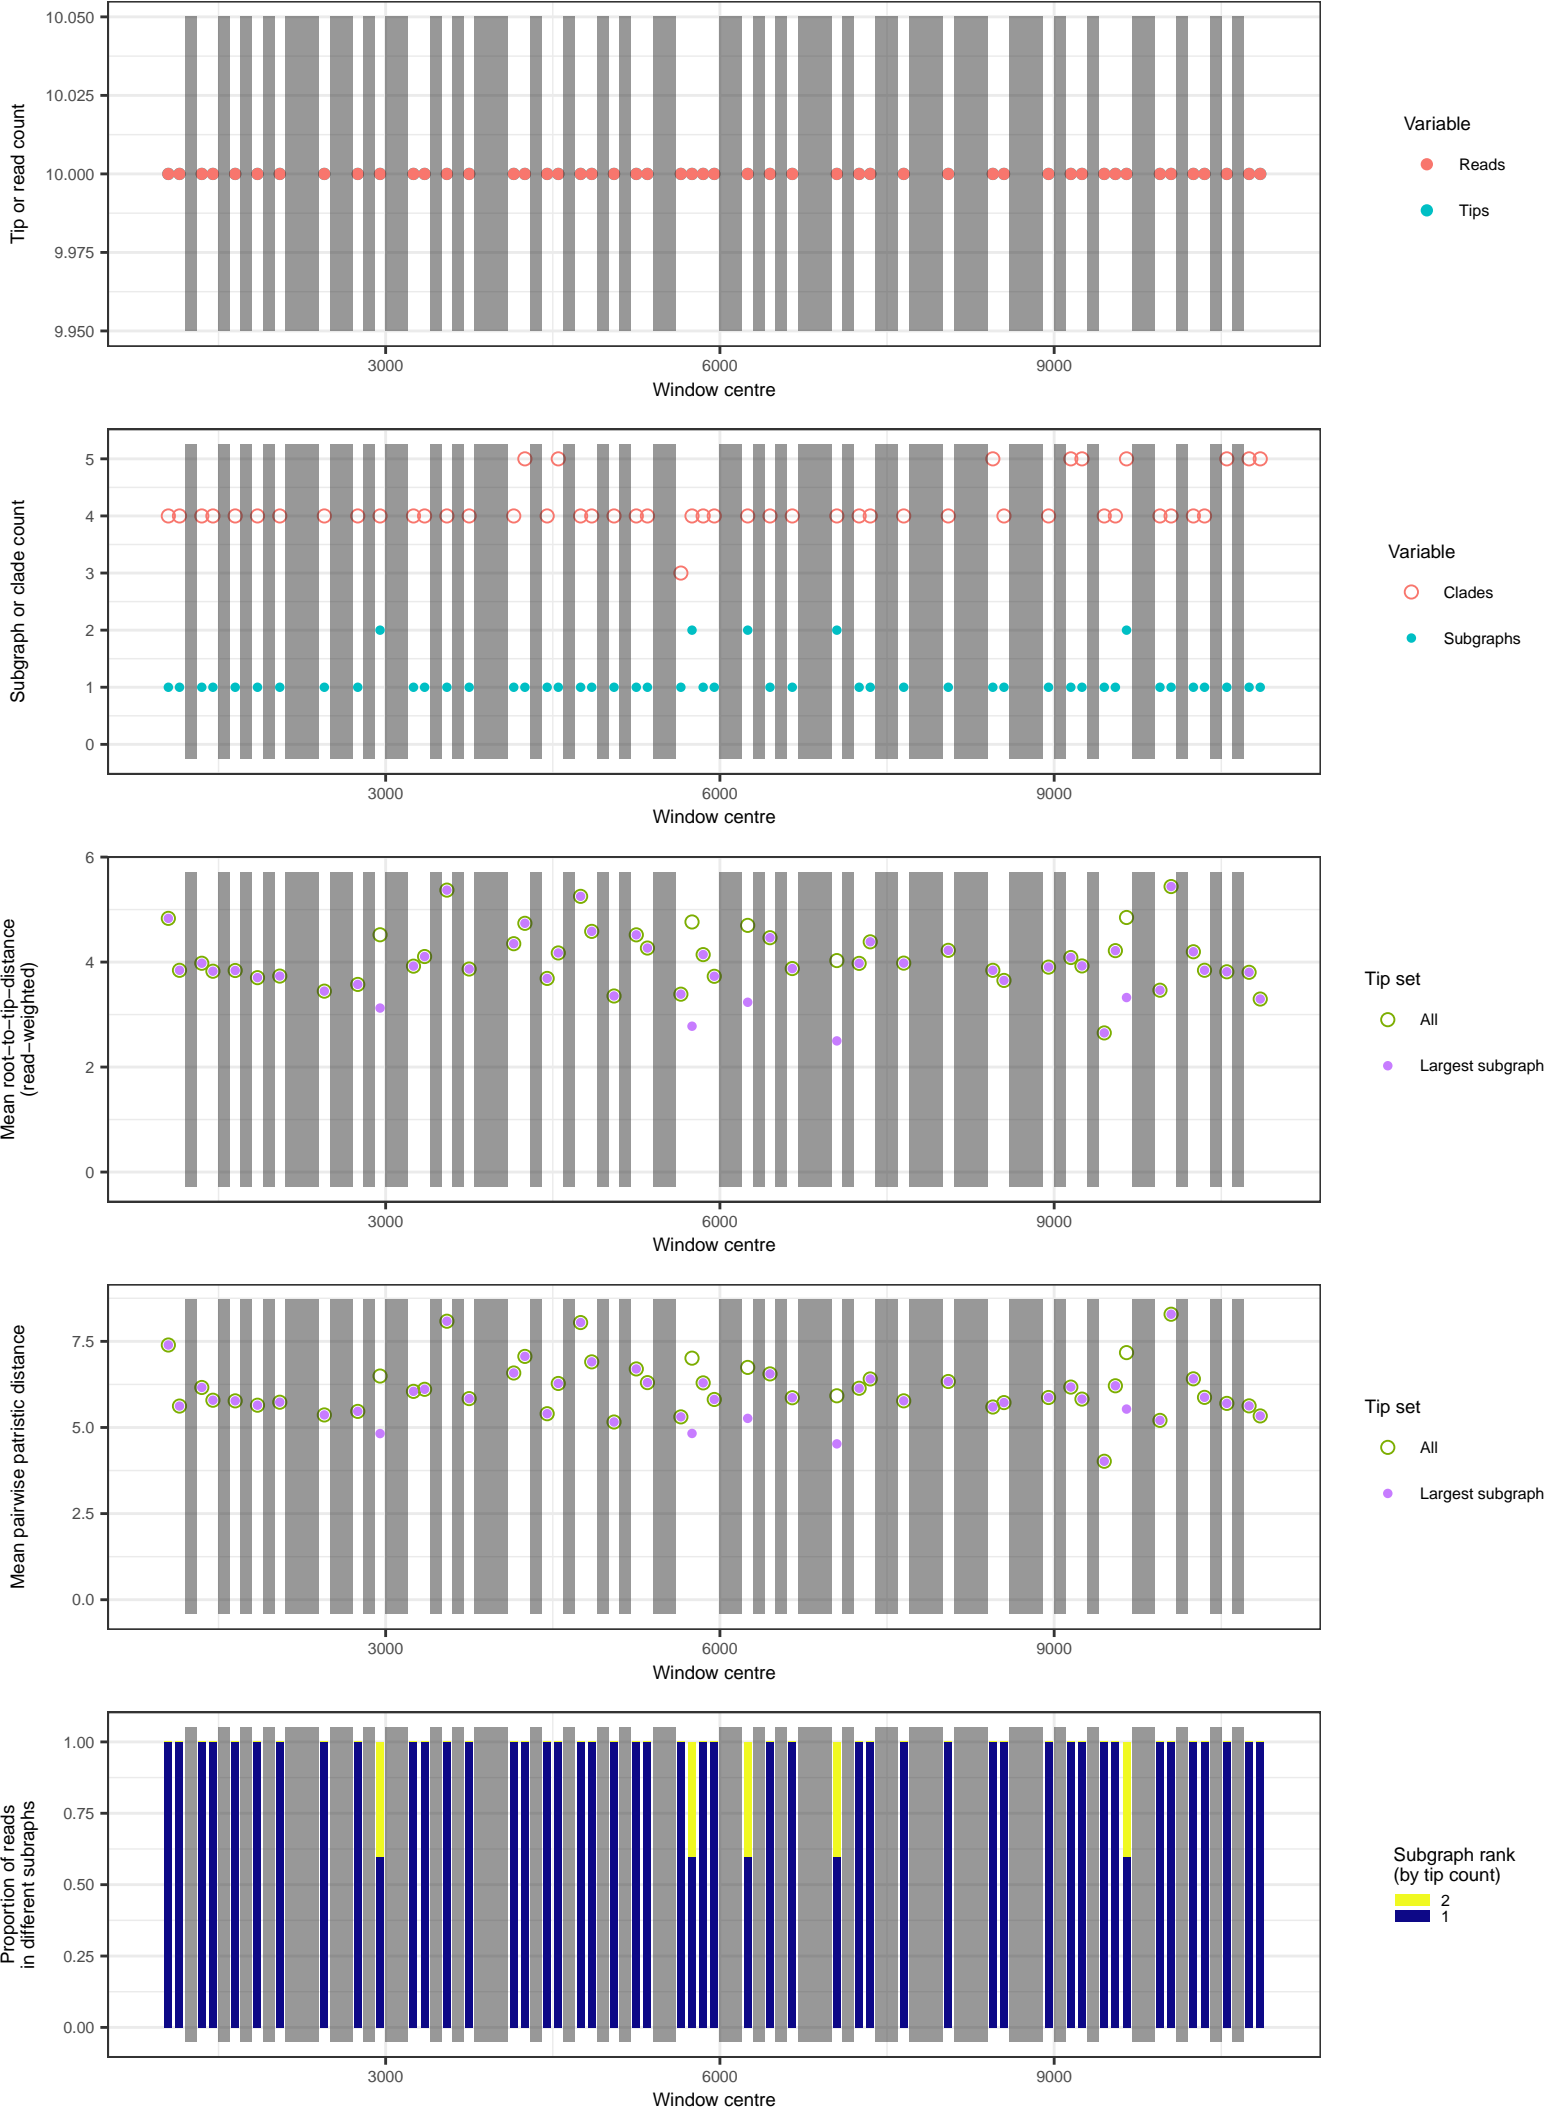 10.050
10.025
10.000
9.975
9.950
Tip or read count
3000
6000
9000
Window centre
Variable
Reads
Tips
5
4
3
2
1
0
Subgraph or clade count
3000
6000
9000
Window centre
Variable
Clades
Subgraphs
6
4
2
0
Mean root−to−tip−distance
(read−weighted)
3000
6000
9000
Window centre
Tip set
All
Largest subgraph
7.5
5.0
2.5
0.0
Mean pairwise patristic distance
3000
6000
9000
Window centre
Tip set
All
Largest subgraph
1.00
0.75
0.50
0.25
0.00
Proportion of reads
in different subraphs
3000
6000
9000
Window centre
Subgraph rank
(by tip count)
2
1